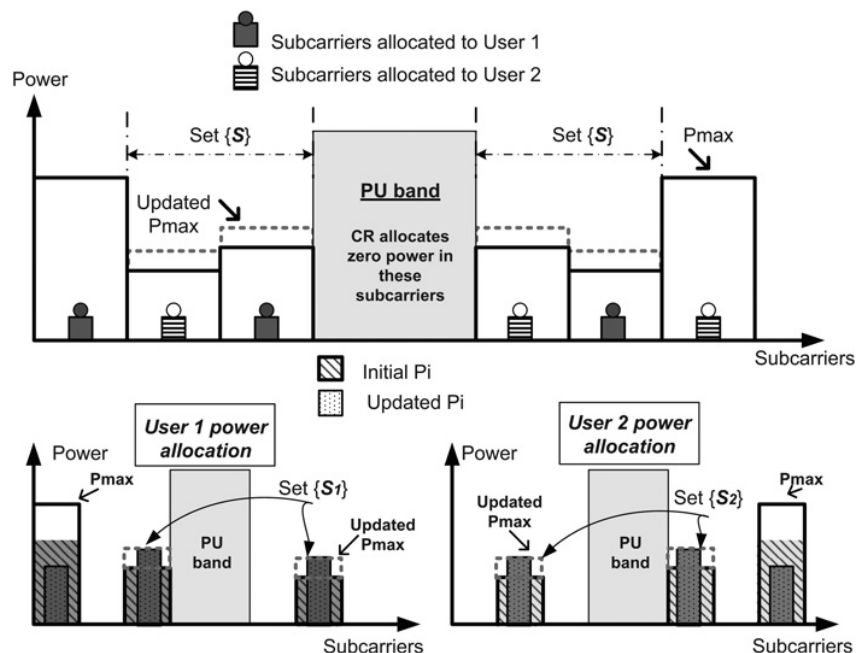 Subcarriers allocated to User 1
Subcarriers allocated to User 2
Power
Set {S}
Set {S}
Pmax
Updated
Pmax
PU band
CR allocates
zero power in
these
subcarriers
Subcarriers
Initial Pi
Updated Pi
User 1 power
allocation
Power
Pmax
Set {S1}
Updated
Pmax
PU
band
Subcarriers
User 2 power
allocation
Power
Pmax
Set {S2}
Updated
Pmax
PU
band
Subcarriers